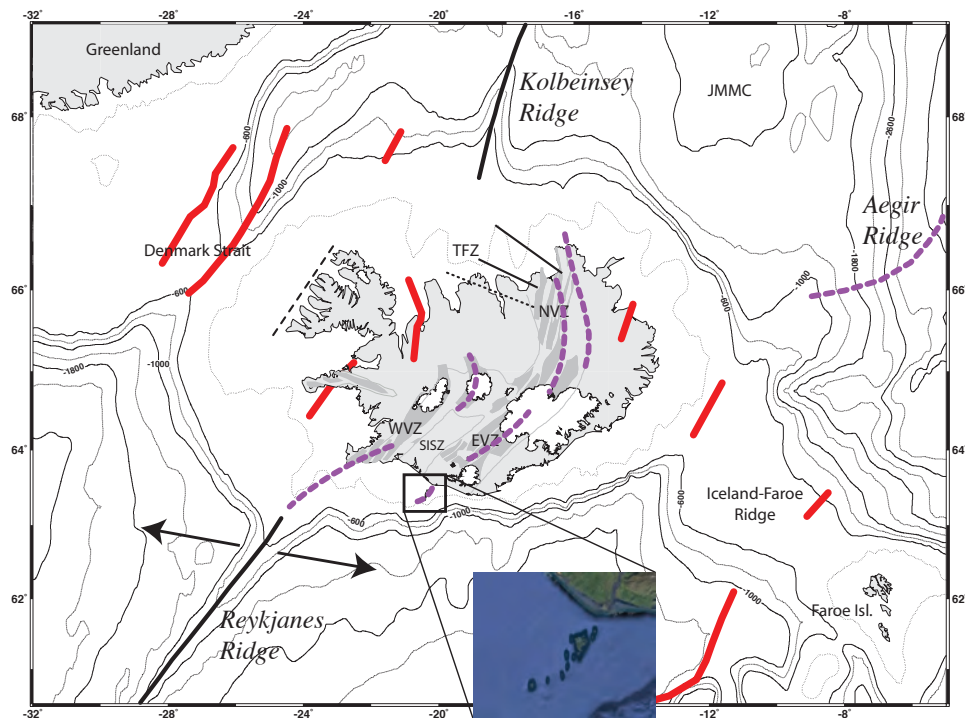 -32
-28
-24
-20
-16
-12
-8
Greenland
Kolbeinsey
Ridge
JMMC
68°
68
-600
-1000
-2600
Aegir
Ridge
Denmark Strait
TFZ
-1000
-1800
66°
66
-600
NVZ
-1000
-1800
64
64
WVZ
SISZ
EVZ
-600
-1000
-600
Iceland-Faroe
Ridge
62
62
-1000
Faroe Isl.
Reykjanes
Ridge
-32
-28
-24
-20
-16
-12
-8